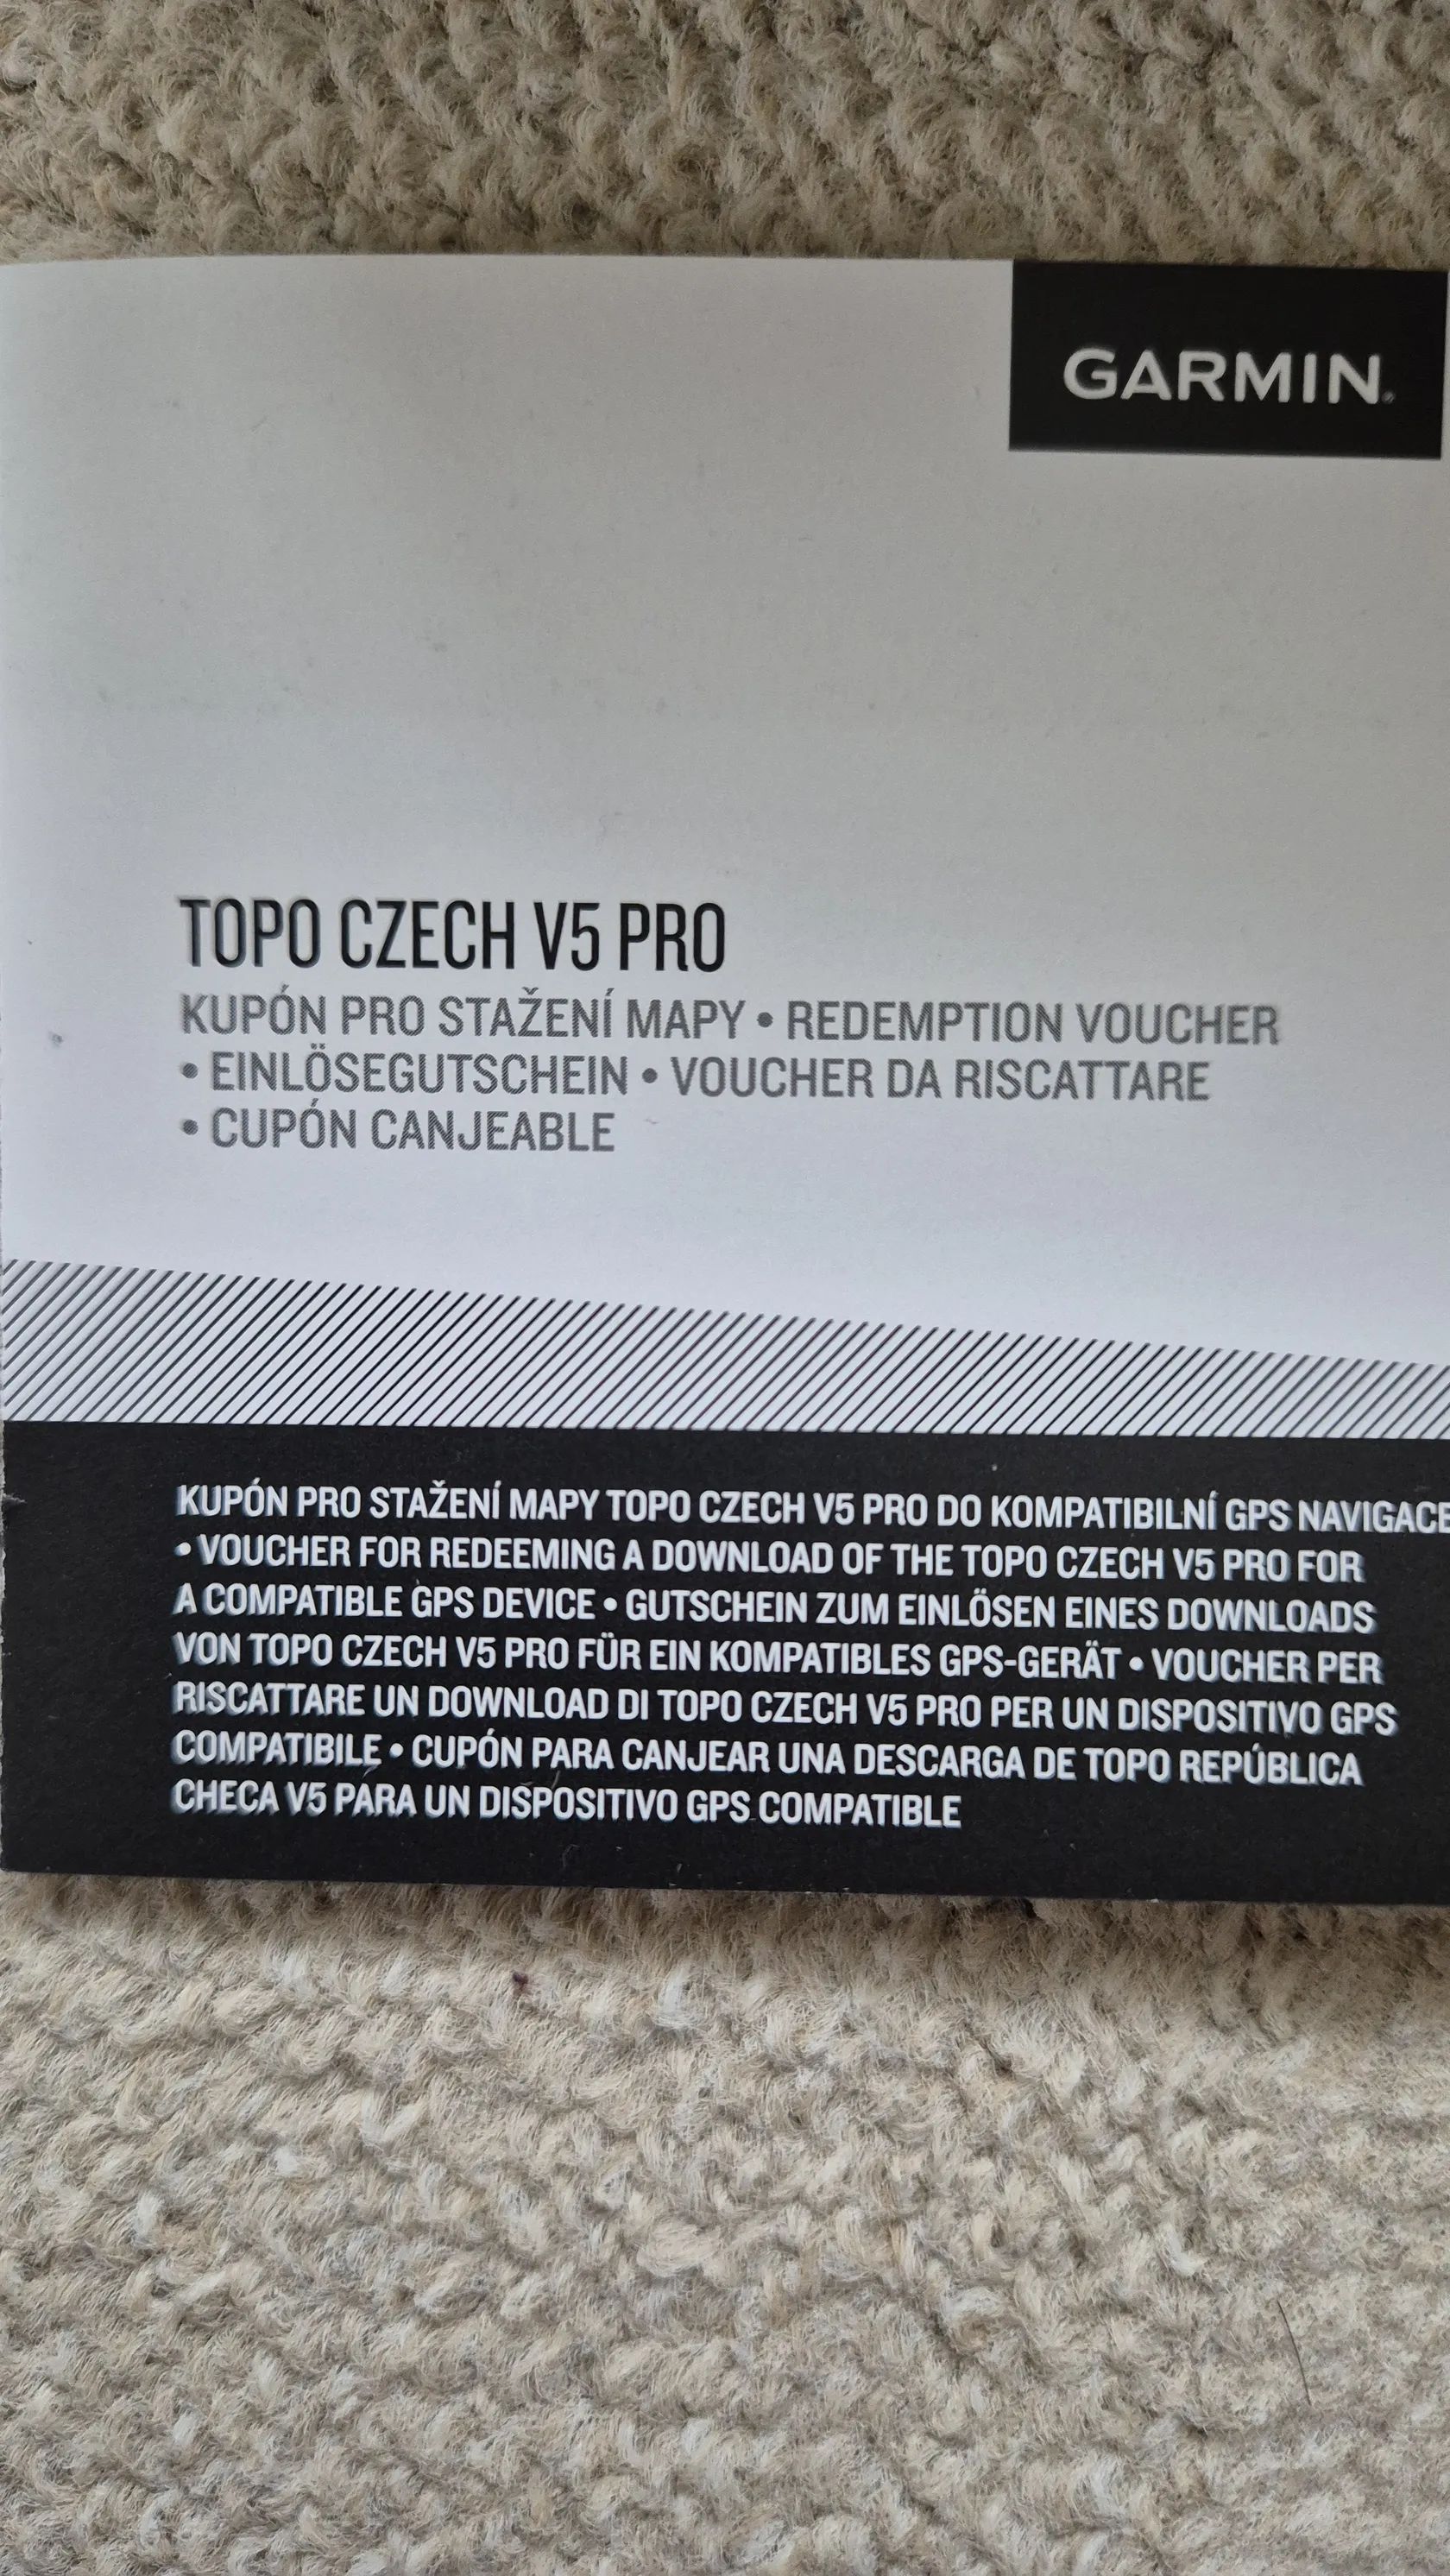 GARMIN
TOPO CZECH V5 PRO
KUPÓN PRO STAŽENÍ MAPY • REDEMPTION VOUCHER
• EINLÖSEGUTSCHEIN • VOUCHER DA RISCATTARE
• CUPÓN CANJEABLE
KUPÓN PRO STAŽENÍ MAPY TOPO CZECH V5 PRO DO KOMPATIBILNÍ GPS NAVIGACE
• VOUCHER FOR REDEEMING A DOWNLOAD OF THE TOPO CZECH V5 PRO FOR
A COMPATIBLE GPS DEVICE • GUTSCHEIN ZUM EINLÖSEN EINES DOWNLOADS
VON TOPO CZECH V5 PRO FÜR EIN KOMPATIBLES GPS-GERÄT • VOUCHER PER
RISCATTARE UN DOWNLOAD DI TOPO CZECH V5 PRO PER UN DISPOSITIVO GPS
COMPATIBILE • CUPÓN PARA CANJEAR UNA DESCARGA DE TOPO REPÚBLICA
CHECA V5 PARA UN DISPOSITIVO GPS COMPATIBLE